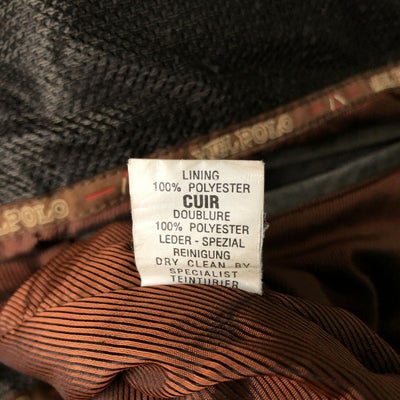 LINING
100% POLYESTER
CUIR
DOUBLURE
100% POLYESTER
LEDER - SPEZIAL
REINIGUNG
DRY CLEAN BY
SPECIALIST
TEINTURIER